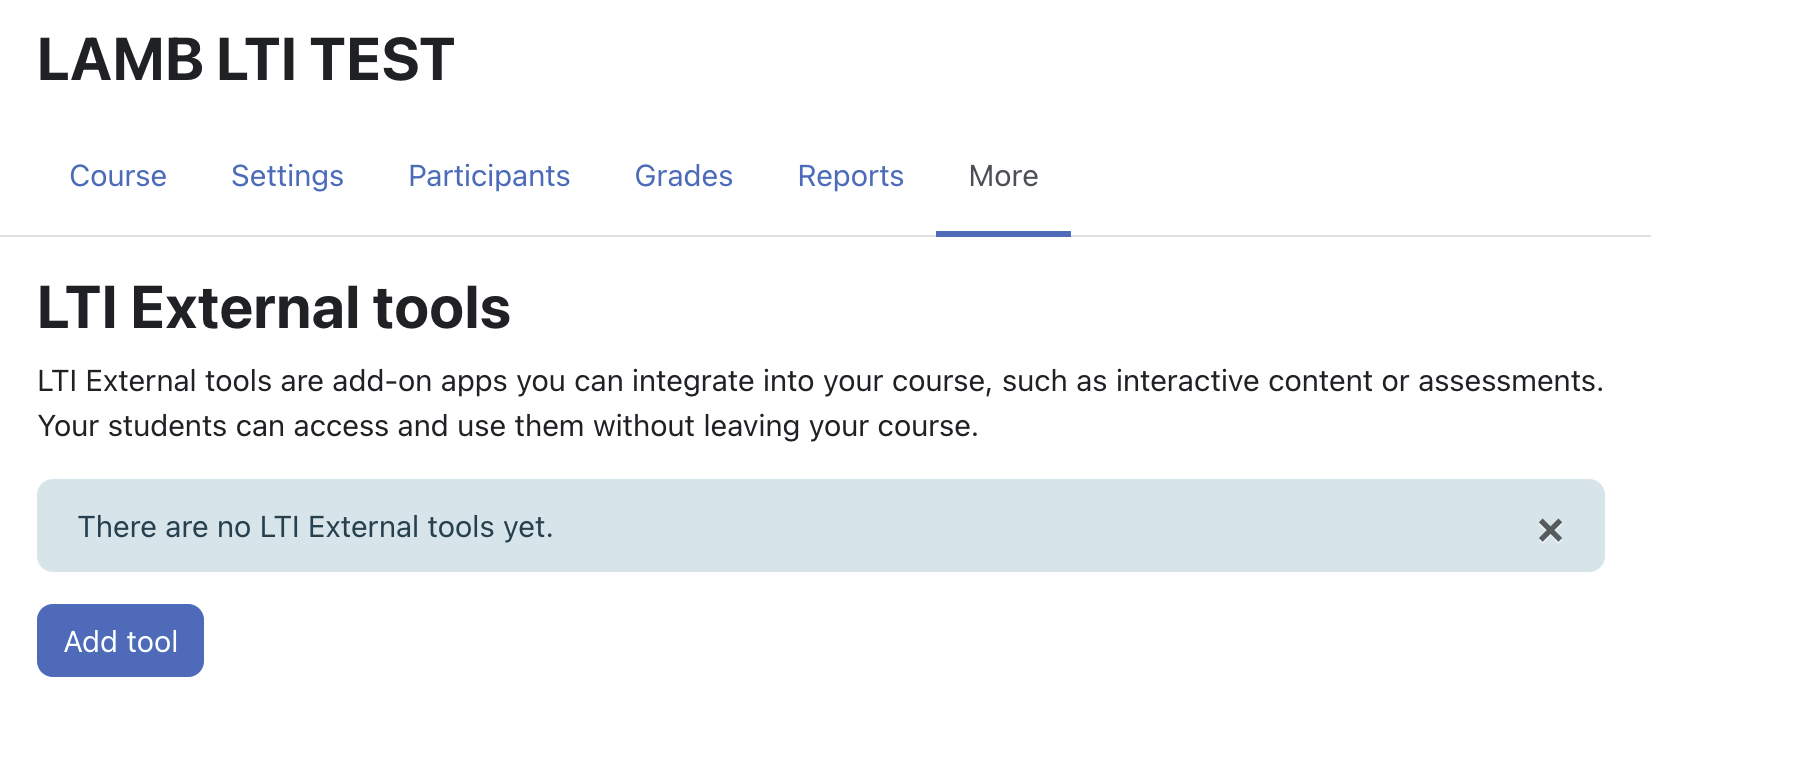 LAMB LTI TEST
Course Settings Participants Grades Reports More
LTI External tools
LTI External tools are add-on apps you can integrate into your course, such as interactive content or assessments.
Your students can access and use them without leaving your course.
There are no LTI External tools yet. ×
Add tool